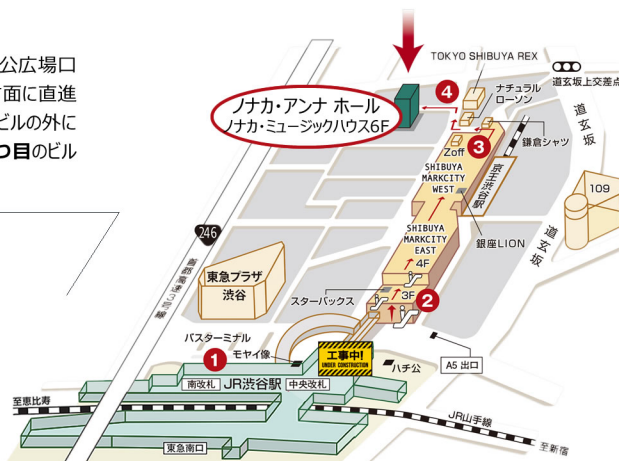 公広場口
方面に直進
ビルの外に
つ目のビル
ノナカ・アンナ ホール
ノナカ・ミュージックハウス6F
TOKYO SHIBUYA REX
道玄坂上交差点
4
ナチュラル
ローソン
道玄坂
鎌倉シャツ
3
Zoff
SHIBUYA
MARKCITY
WEST
京王渋谷駅
109
246
SHIBUYA
MARKCITY
EAST
銀座LION
道玄坂
首都高速3号線
東急プラザ
渋谷
4F
スターバックス
3F
2
バスターミナル
1
モヤイ像
工事中!
UNDER CONSTRUCTION
ハチ公
A5 出口
南改札
JR渋谷駅
中央改札
至恵比寿
JR山手線
東急南口
至新宿